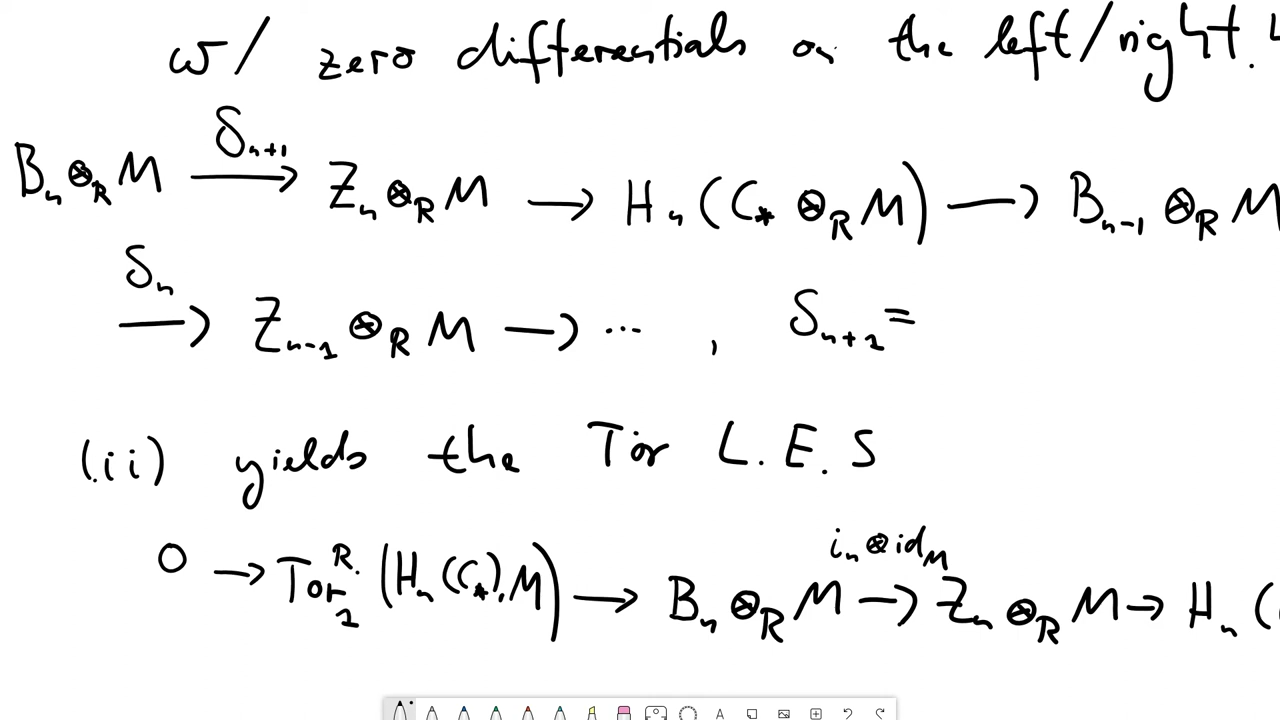 w/ zero differentials on the left/right.
B_n ⊗_R M —δ_{n+1}→ Z_n ⊗_R M → H_n(C_* ⊗_R M) → B_{n-1} ⊗_R M
—δ_n→ Z_{n-1} ⊗_R M → ... , δ_{n+1} =
(ii) yields the Tor L.E.S
0 → Tor_1^R (H_n(C_*), M) → B_n ⊗_R M —i_n ⊗ id_M→ Z_n ⊗_R M → H_n (